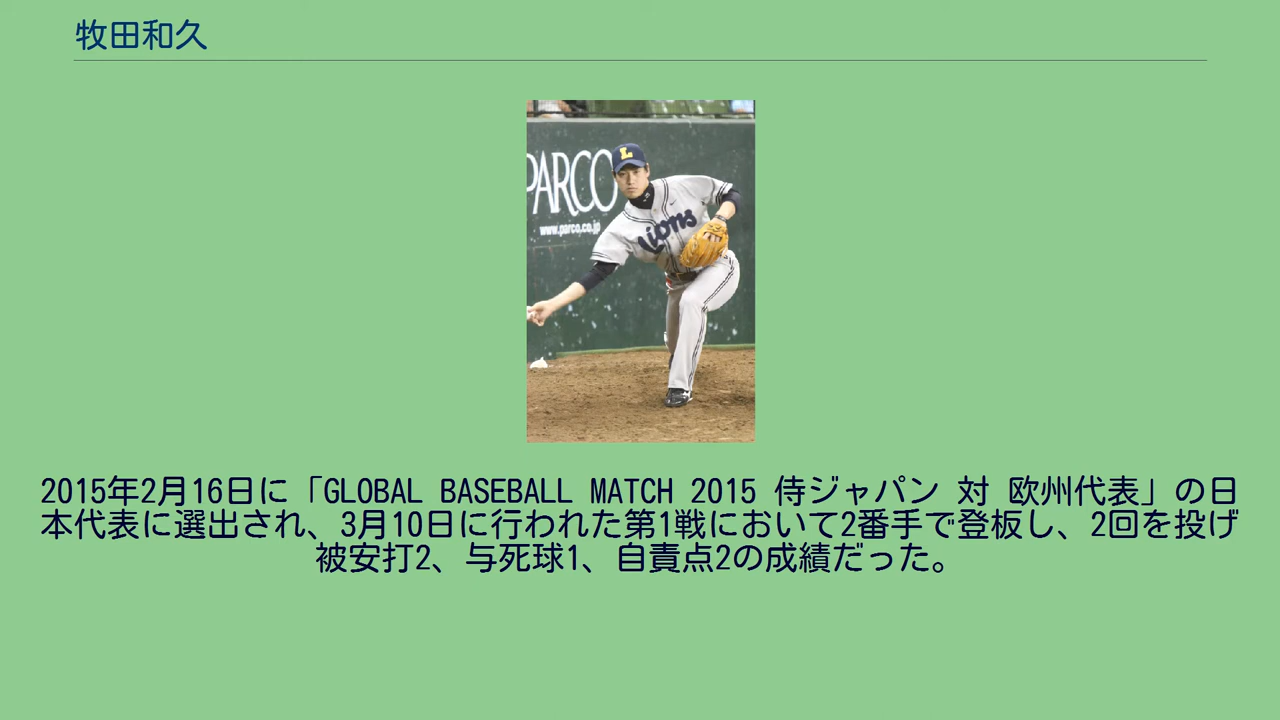 牧田和久
PARCO
www.parco.co.jp
L
Lions
2015年2月16日に「GLOBAL BASEBALL MATCH 2015 侍ジャパン 対 欧州代表」の日
本代表に選出され、3月10日に行われた第1戦において2番手で登板し、2回を投げ
被安打2、与死球1、自責点2の成績だった。